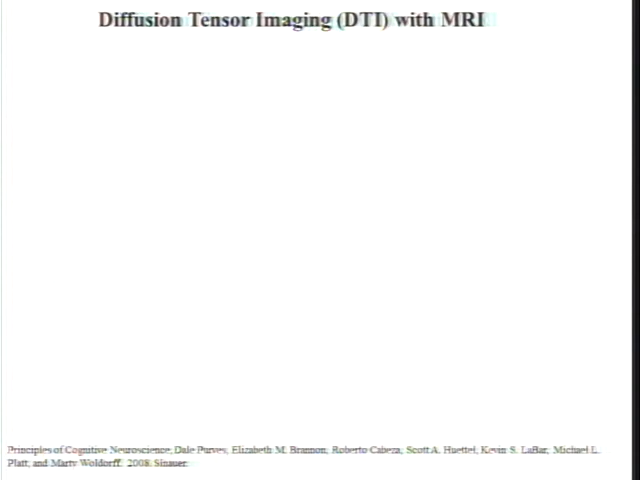 Diffusion Tensor Imaging (DTI) with MRI
Principles of Cognitive Neuroscience; Dale Purves, Elizabeth M. Brannon, Roberto Cabeza, Scott A. Huettel, Kevin S. LaBar, Michael L.
Platt, and Marty Woldorff. 2008. Sinauer.